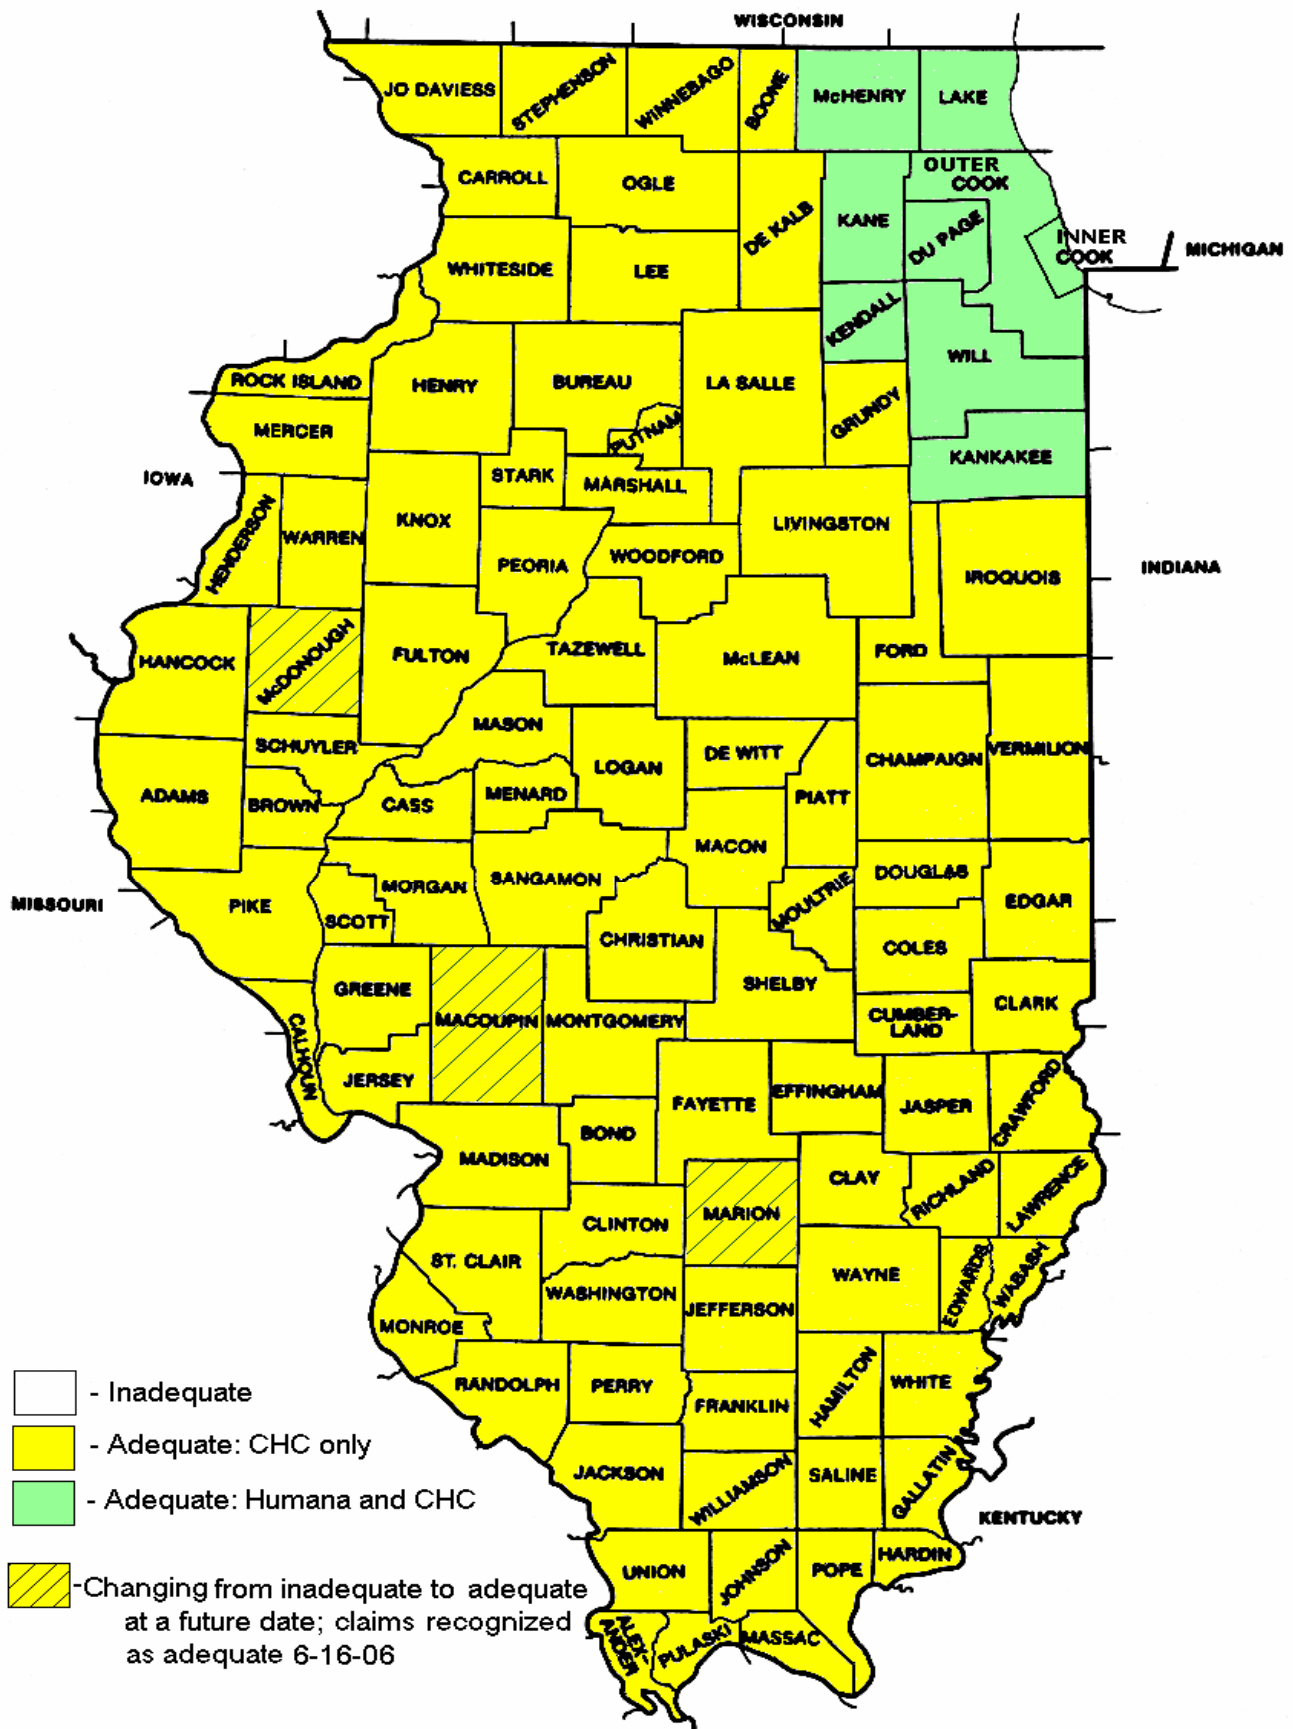 WISCONSIN
JO DAVIESS
STEPHENSON
WINNEBAGO
BOONE
McHENRY
LAKE
CARROLL
OGLE
DE KALB
KANE
OUTER
COOK
DU PAGE
INNER
COOK
MICHIGAN
WHITESIDE
LEE
KENDALL
WILL
ROCK ISLAND
HENRY
BUREAU
PUTNAM
LA SALLE
GRUNDY
MERCER
KANKAKEE
IOWA
HENDERSON
WARREN
KNOX
STARK
MARSHALL
PEORIA
WOODFORD
LIVINGSTON
IROQUOIS
INDIANA
HANCOCK
McDONOUGH
FULTON
TAZEWELL
McLEAN
FORD
SCHUYLER
MASON
LOGAN
DE WITT
PIATT
CHAMPAIGN
VERMILION
ADAMS
BROWN
CASS
MENARD
MACON
MISSOURI
PIKE
SCOTT
MORGAN
SANGAMON
CHRISTIAN
MOULTRIE
DOUGLAS
EDGAR
COLES
SHELBY
GREENE
CALHOUN
JERSEY
MACOUPIN
MONTGOMERY
CUMBER-
LAND
CLARK
FAYETTE
EFFINGHAM
JASPER
CRAWFORD
MADISON
BOND
CLAY
RICHLAND
LAWRENCE
CLINTON
MARION
ST. CLAIR
WASHINGTON
JEFFERSON
WAYNE
EDWARDS
WABASH
MONROE
RANDOLPH
PERRY
FRANKLIN
HAMILTON
WHITE
JACKSON
WILLIAMSON
SALINE
GALLATIN
KENTUCKY
UNION
JOHNSON
POPE
HARDIN
ALEX-
ANDER
PULASKI
MASSAC
- Inadequate
- Adequate: CHC only
- Adequate: Humana and CHC
-Changing from inadequate to adequate
at a future date; claims recognized
as adequate 6-16-06